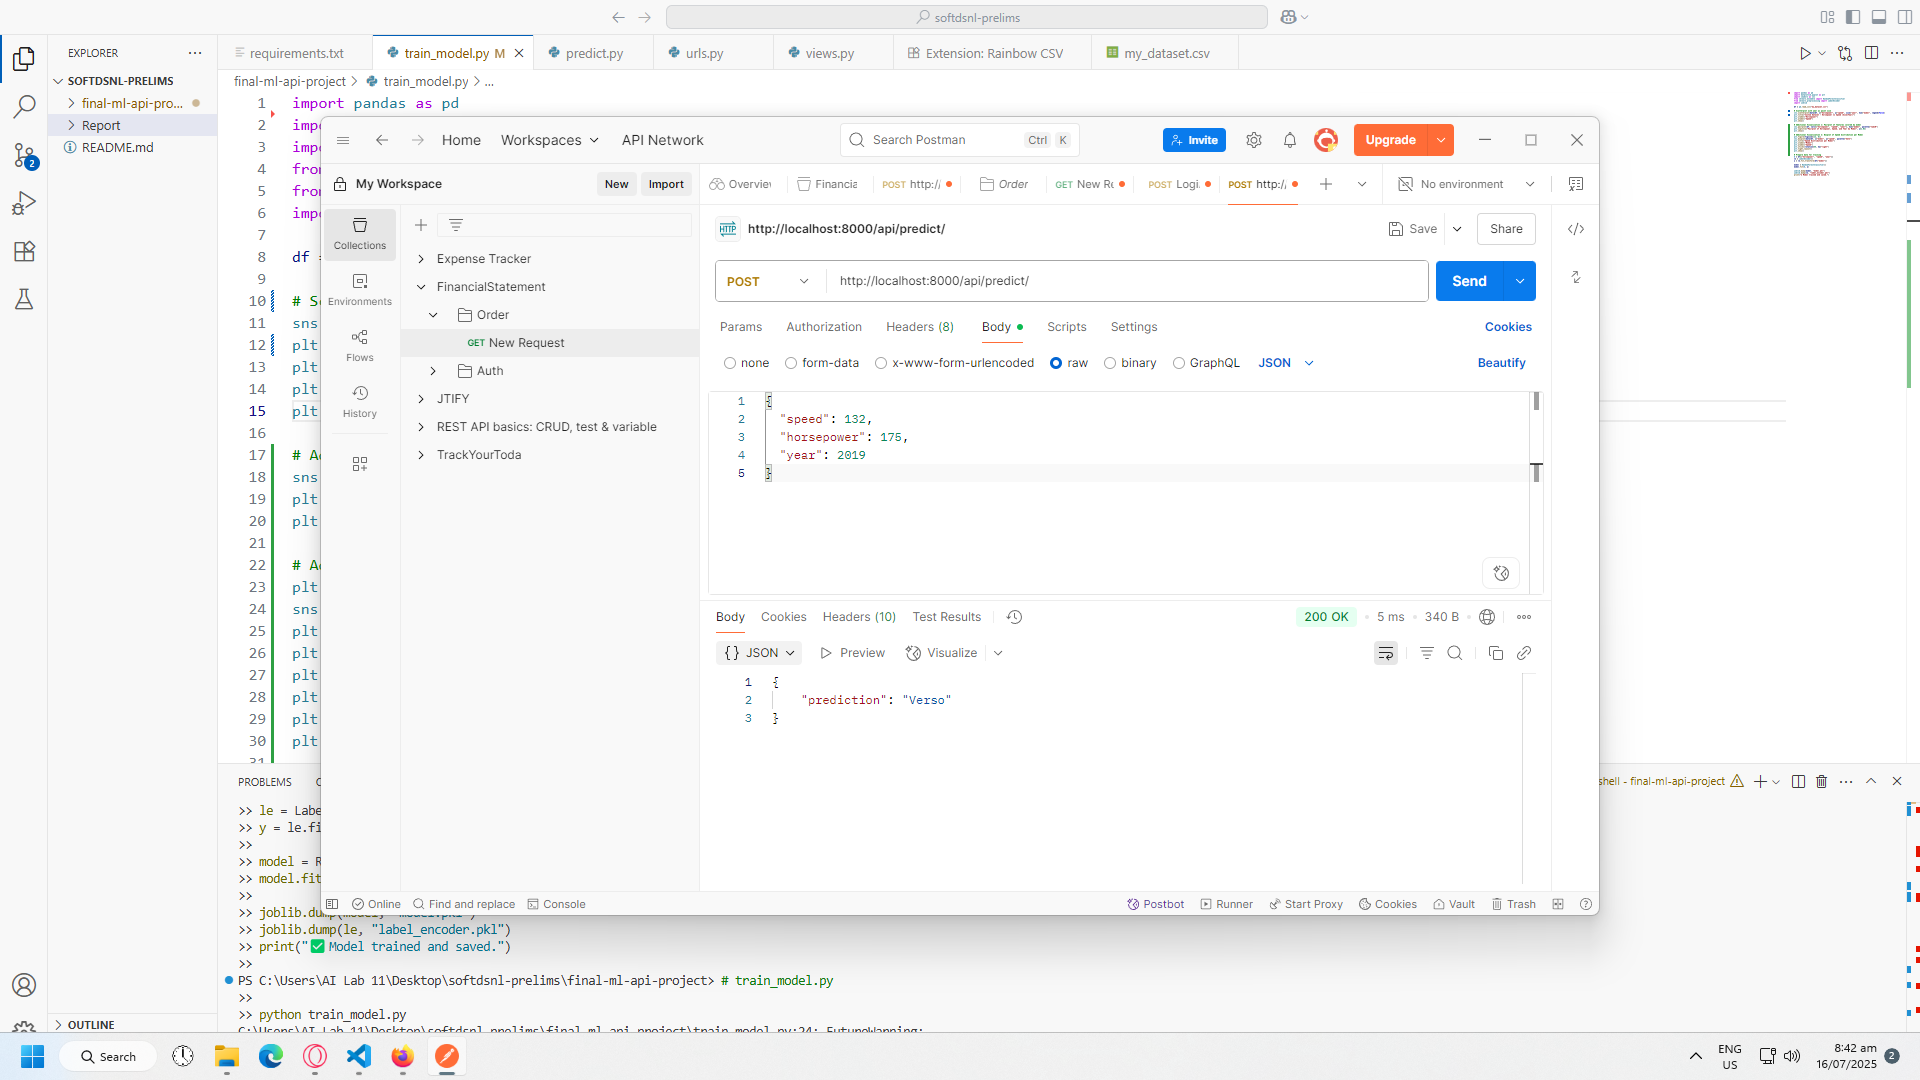 softdsnl-prelims
EXPLORER
SOFTDSNL-PRELIMS
final-ml-api-pro...
Report
README.md
OUTLINE
2
requirements.txt
train_model.py M
predict.py
urls.py
views.py
Extension: Rainbow CSV
my_dataset.csv
final-ml-api-project > train_model.py > ...
1 import pandas as pd
2 impo
3 impo
4 from
5 from
6 impo
7
8 df =
9
10 # Se
11 sns
12 plt
13 plt
14 plt
15 plt
16
17 # Ad
18 sns
19 plt
20 plt
21
22 # Ad
23 plt
24 sns
25 plt
26 plt
27 plt
28 plt
29 plt
30 plt
31
Home
Workspaces
API Network
Search Postman
Ctrl K
Invite
Upgrade
My Workspace
New
Import
Overview
Financia
POST http:/
Order
GET New Re
POST Logi
POST http:/
No environment
Collections
Environments
Flows
History
Expense Tracker
FinancialStatement
Order
GET New Request
Auth
JTIFY
REST API basics: CRUD, test & variable
TrackYourToda
HTTP http://localhost:8000/api/predict/
Save
Share
POST
http://localhost:8000/api/predict/
Send
Params
Authorization
Headers (8)
Body
Scripts
Settings
Cookies
none
form-data
x-www-form-urlencoded
raw
binary
GraphQL
JSON
Beautify
1 {
2 "speed": 132,
3 "horsepower": 175,
4 "year": 2019
5 }
Body
Cookies
Headers (10)
Test Results
200 OK
5 ms
340 B
{} JSON
Preview
Visualize
1 {
2 "prediction": "Verso"
3 }
Online
Find and replace
Console
Postbot
Runner
Start Proxy
Cookies
Vault
Trash
PROBLEMS
shell - final-ml-api-project
>> le = Labe
>> y = le.fi
>>
>> model = R
>> model.fit
>>
>> joblib.dump(model, "model.pkl")
>> joblib.dump(le, "label_encoder.pkl")
>> print("✅ Model trained and saved.")
>>
PS C:\Users\AI Lab 11\Desktop\softdsnl-prelims\final-ml-api-project> # train_model.py
>>
>> python train_model.py
C:\Users\AI Lab 11\Desktop\softdsnl-prelims\final-ml-api-project\train_model.py:24: FutureWarning:
Search
ENG
US
8:42 am
16/07/2025
2